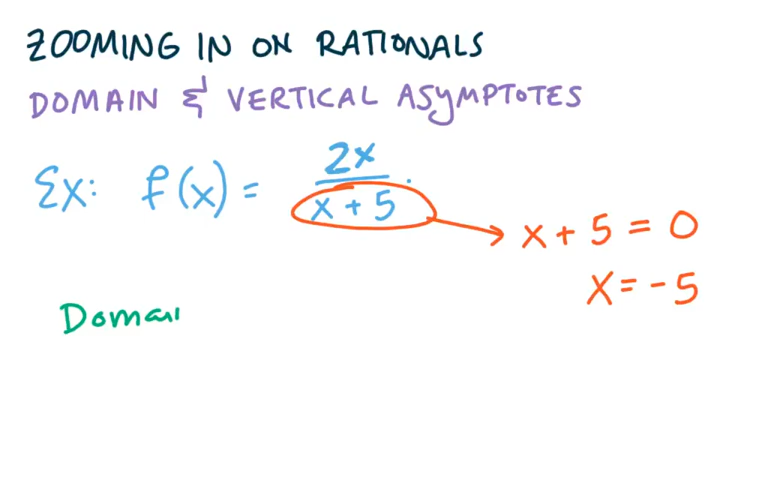 ZOOMING IN ON RATIONALS
DOMAIN & VERTICAL ASYMPTOTES
Ex: f(x) = 2x / x + 5
x + 5 = 0
x = -5
Domai